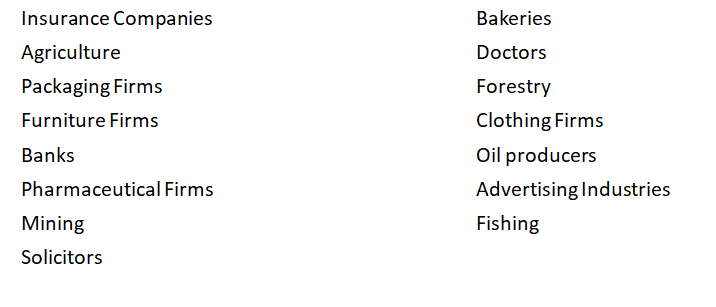 Insurance Companies
Agriculture
Packaging Firms
Furniture Firms
Banks
Pharmaceutical Firms
Mining
Solicitors
Bakeries
Doctors
Forestry
Clothing Firms
Oil producers
Advertising Industries
Fishing